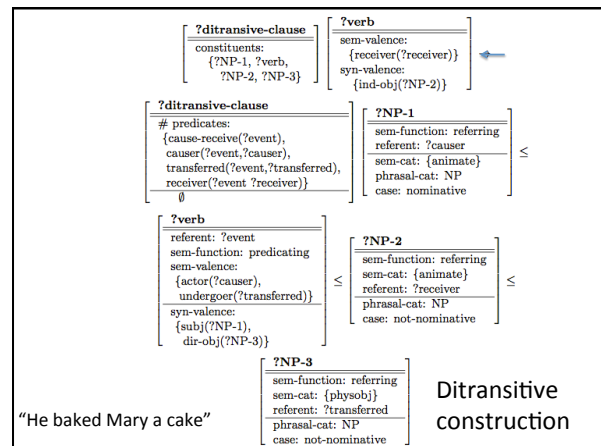 ?ditransive-clause
constituents:
{?NP-1, ?verb,
?NP-2, ?NP-3}
?verb
sem-valence:
{receiver(?receiver)}
syn-valence:
{ind-obj(?NP-2)}
?ditransive-clause
# predicates:
{cause-receive(?event),
causer(?event,?causer),
transferred(?event,?transferred),
receiver(?event ?receiver)}
∅
?NP-1
sem-function: referring
referent: ?causer
sem-cat: {animate}
phrasal-cat: NP
case: nominative
≤
?verb
referent: ?event
sem-function: predicating
sem-valence:
{actor(?causer),
undergoer(?transferred)}
syn-valence:
{subj(?NP-1),
dir-obj(?NP-3)}
≤
?NP-2
sem-function: referring
sem-cat: {animate}
referent: ?receiver
phrasal-cat: NP
case: not-nominative
≤
?NP-3
sem-function: referring
sem-cat: {physobj}
referent: ?transferred
phrasal-cat: NP
case: not-nominative
"He baked Mary a cake"
Ditransitive
construction